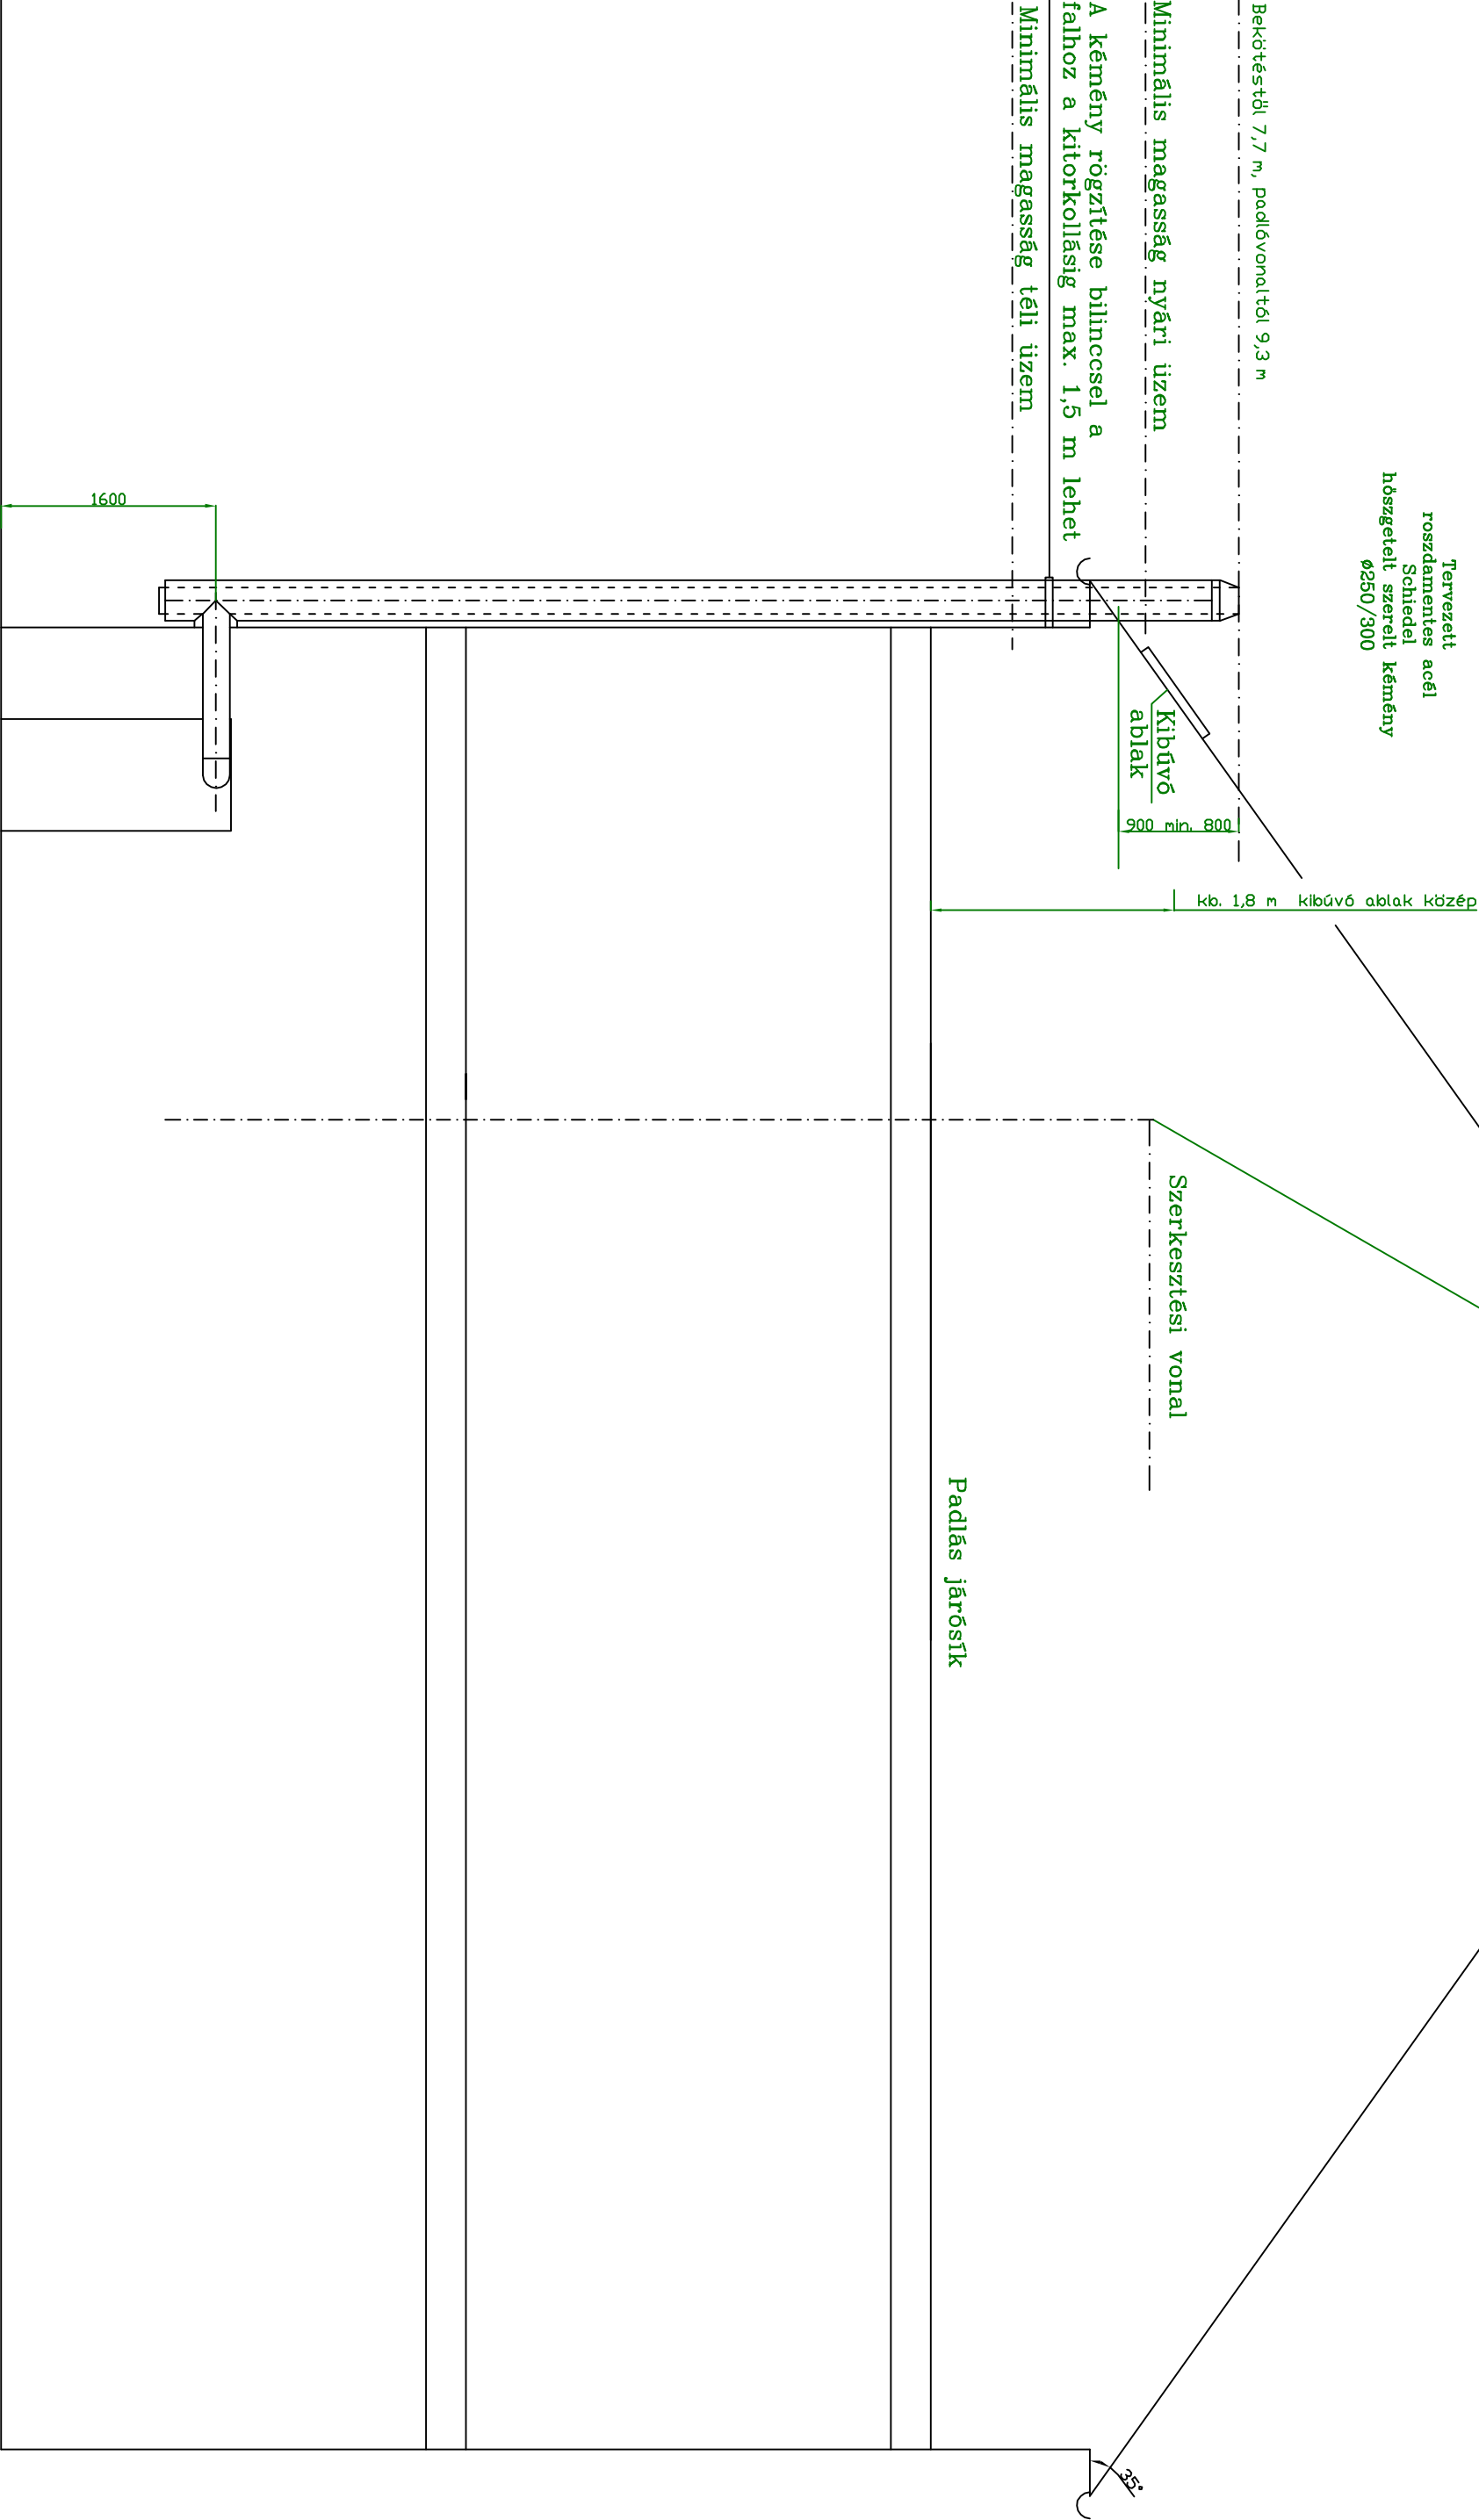 Tervezett
roszdamentes acél
Schiedel
hőszgetelt szerelt kémény
ø250/300
Bekötéstől 7,7 m, padlóvonaltól 9,3 m
Minimális magasság nyári üzem
A kémény rögzítése bilinccsel a
falhoz a kitorkollásig max. 1,5 m lehet
Minimális magasság téli üzem
1600
Kibúvó
ablak
900 min. 800
kb. 1,8 m kibúvó ablak közép
Szerkesztési vonal
Padlás járósík
35°